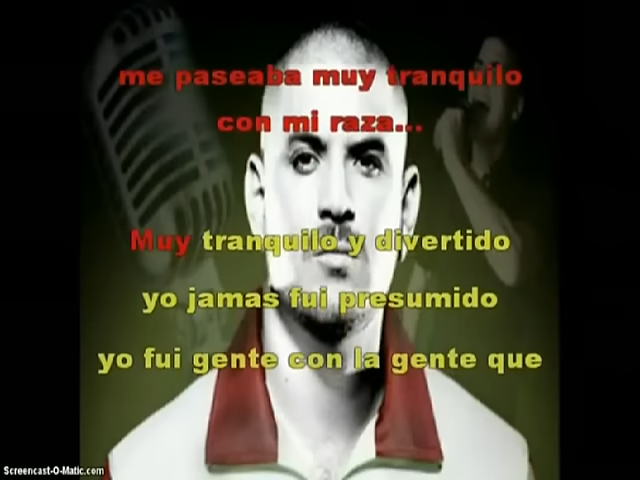 me paseaba muy tranquilo
con mi raza...
Muy tranquilo y divertido
yo jamas fui presumido
yo fui gente con la gente que
Screencast-O-Matic.com